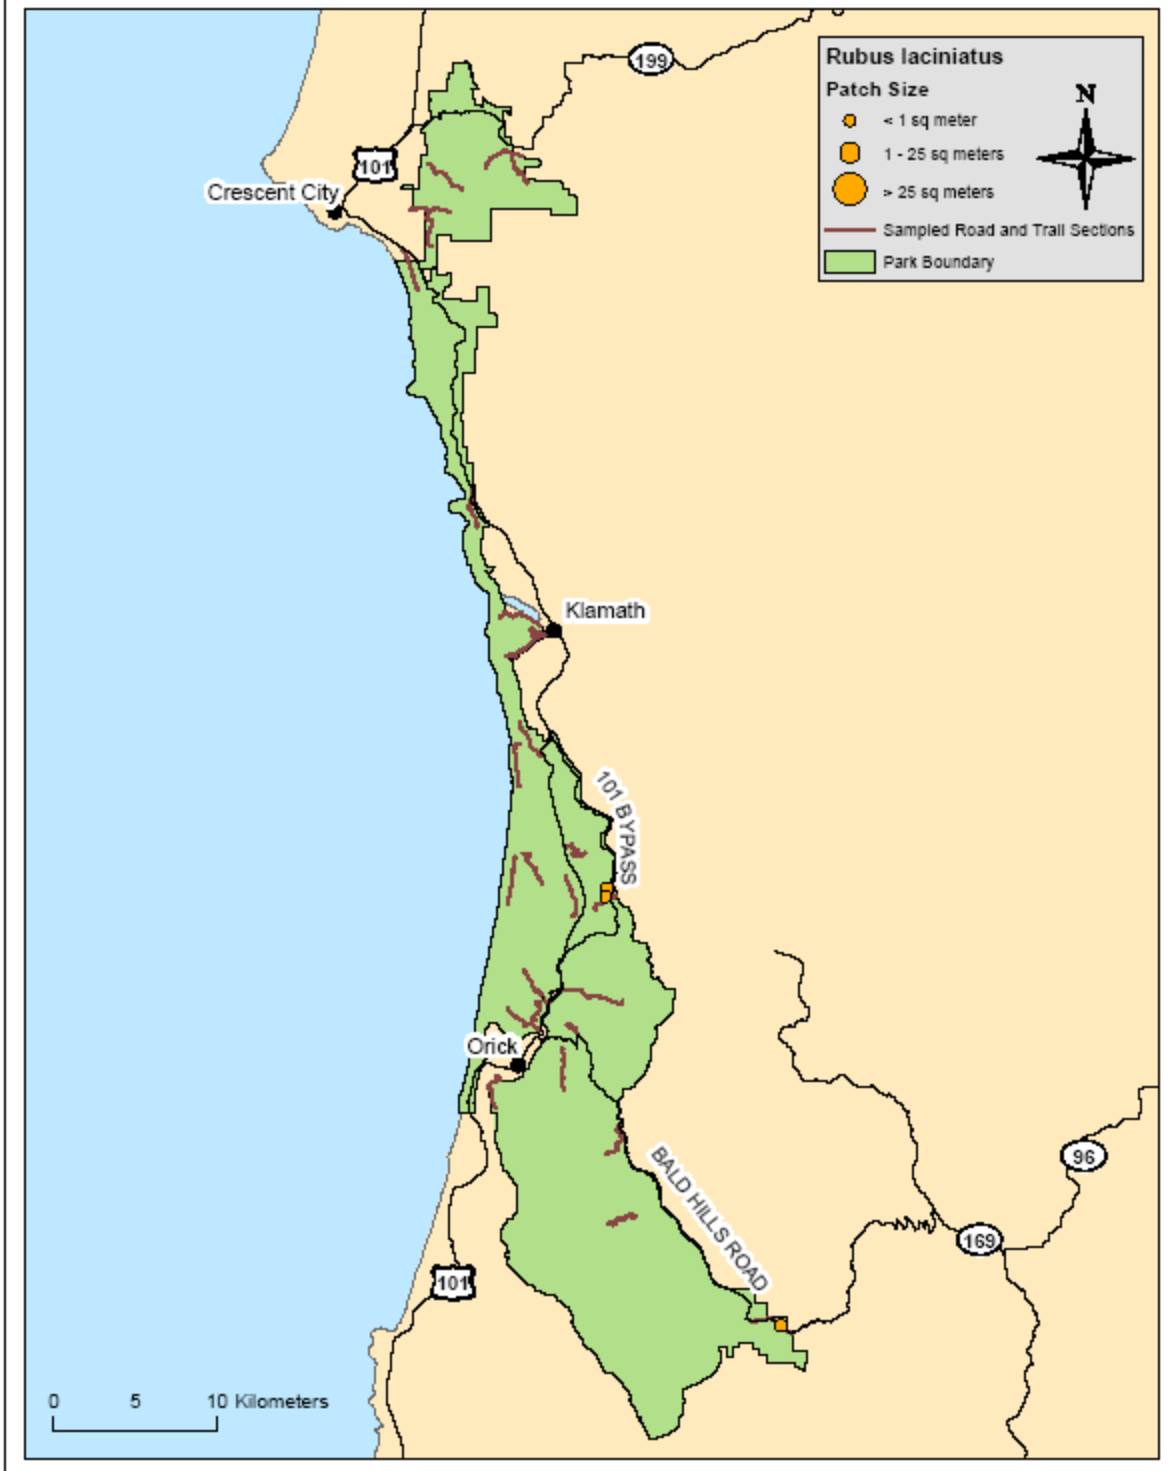 199
Rubus laciniatus
Patch Size
N
< 1 sq meter
1 - 25 sq meters
> 25 sq meters
Sampled Road and Trail Sections
Park Boundary
101
Crescent City
Klamath
101 BYPASS
Orick
BALD HILLS ROAD
96
169
101
0 5 10 Kilometers